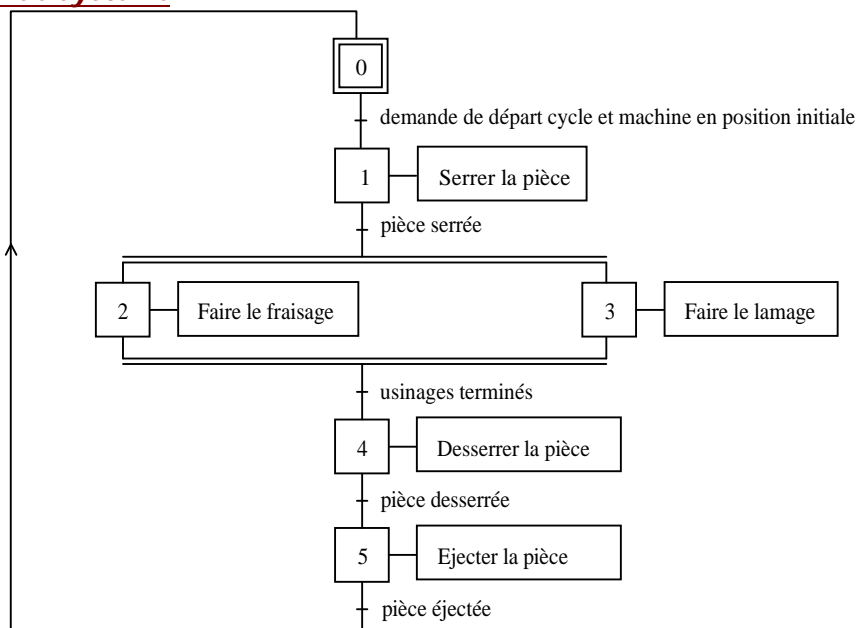 0
demande de départ cycle et machine en position initiale
1 Serrer la pièce
pièce serrée
2 Faire le fraisage 3 Faire le lamage
usinages terminés
4 Desserrer la pièce
pièce desserrée
5 Ejecter la pièce
pièce éjectée